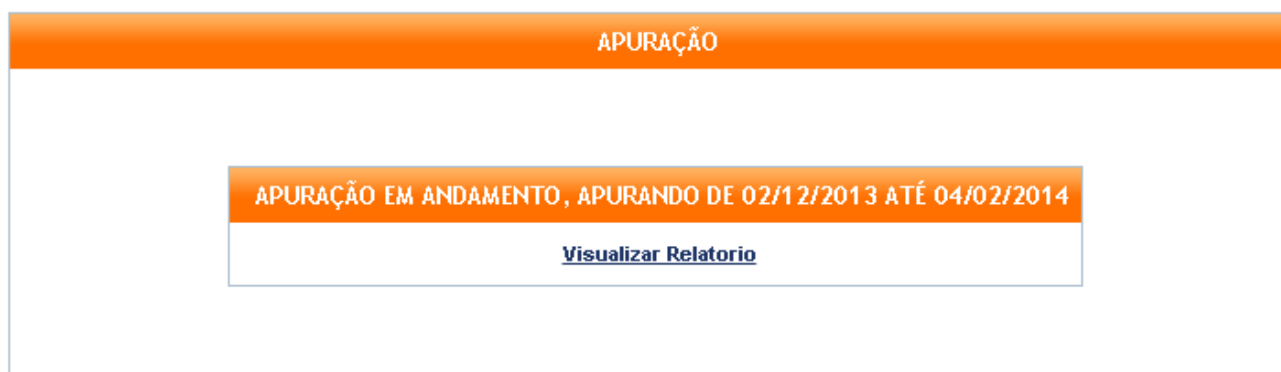 APURAÇÃO
APURAÇÃO EM ANDAMENTO, APURANDO DE 02/12/2013 ATÉ 04/02/2014
Visualizar Relatorio